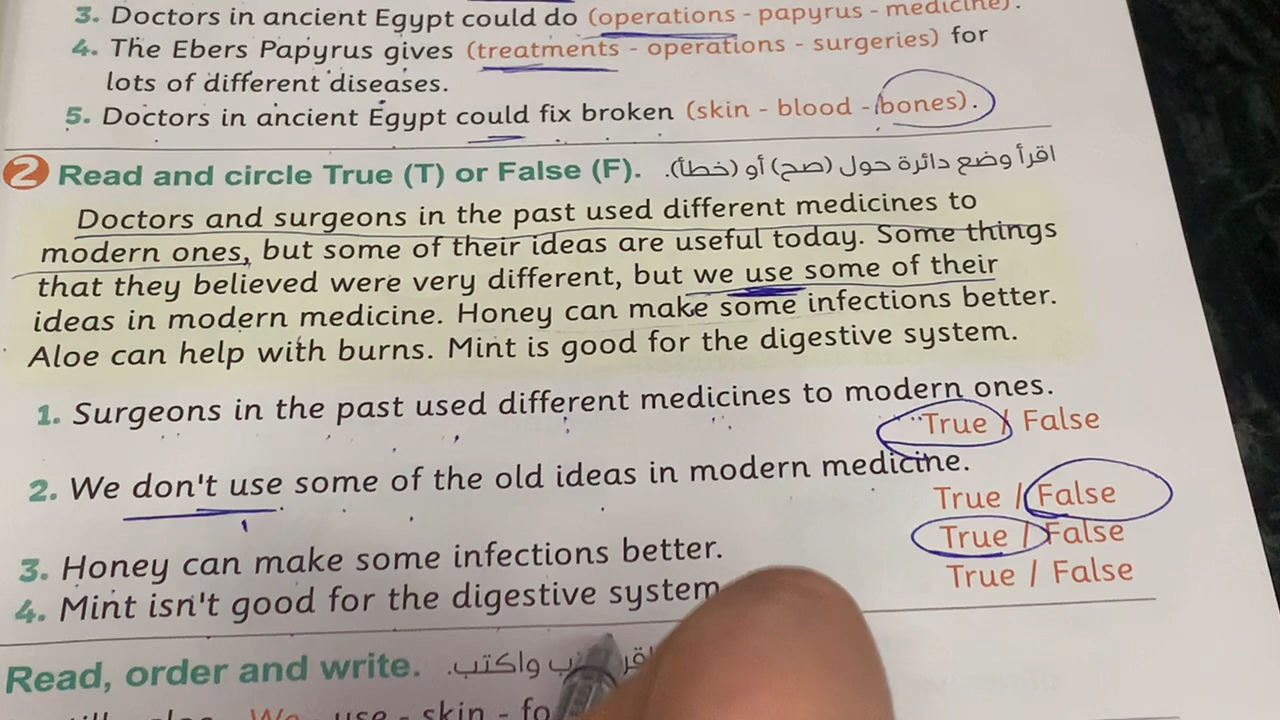 3. Doctors in ancient Egypt could do (operations - papyrus - medicine).
4. The Ebers Papyrus gives (treatments - operations - surgeries) for
lots of different diseases.
5. Doctors in ancient Egypt could fix broken (skin - blood - bones).
2 Read and circle True (T) or False (F). اقرأ وضع دائرة حول (صح) أو (خطأ).
Doctors and surgeons in the past used different medicines to
modern ones, but some of their ideas are useful today. Some things
that they believed were very different, but we use some of their
ideas in modern medicine. Honey can make some infections better.
Aloe can help with burns. Mint is good for the digestive system.
1. Surgeons in the past used different medicines to modern ones.
True / False
2. We don't use some of the old ideas in modern medicine.
True / False
3. Honey can make some infections better. True / False
4. Mint isn't good for the digestive system True / False
Read, order and write. واكتب.
We use - skin